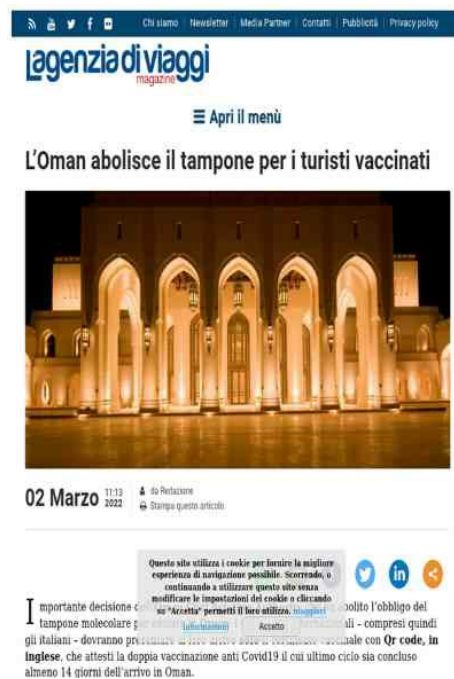 Chi siamo | Newsletter | Media Partner | Contatti | Pubblicità | Privacy policy
L'agenzia di viaggi
magazine
☰ Apri il menù
L'Oman abolisce il tampone per i turisti vaccinati
02 Marzo 11:13 2022
da Redazione
Stampa questo articolo
Questo sito utilizza i cookie per fornire la migliore
esperienza di navigazione possibile. Scorrendo, o
continuando a utilizzare questo sito senza
modificare le impostazioni dei cookie o cliccando
su "Accetta" permetti il loro utilizzo. maggiori
informazioni Accetto
Importante decisione abolito l'obbligo del
tampone molecolare – compresi quindi
gli italiani – dovranno con Qr code, in
inglese, che attesti la doppia vaccinazione anti Covid19 il cui ultimo ciclo sia concluso
almeno 14 giorni dell'arrivo in Oman.